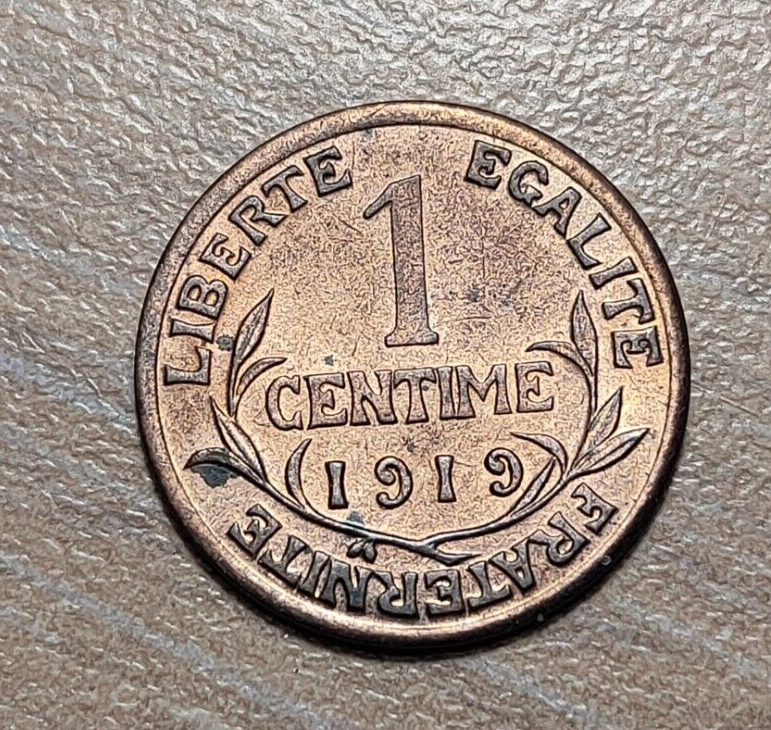 LIBERTE EGALITE FRATERNITE
1
CENTIME
1919